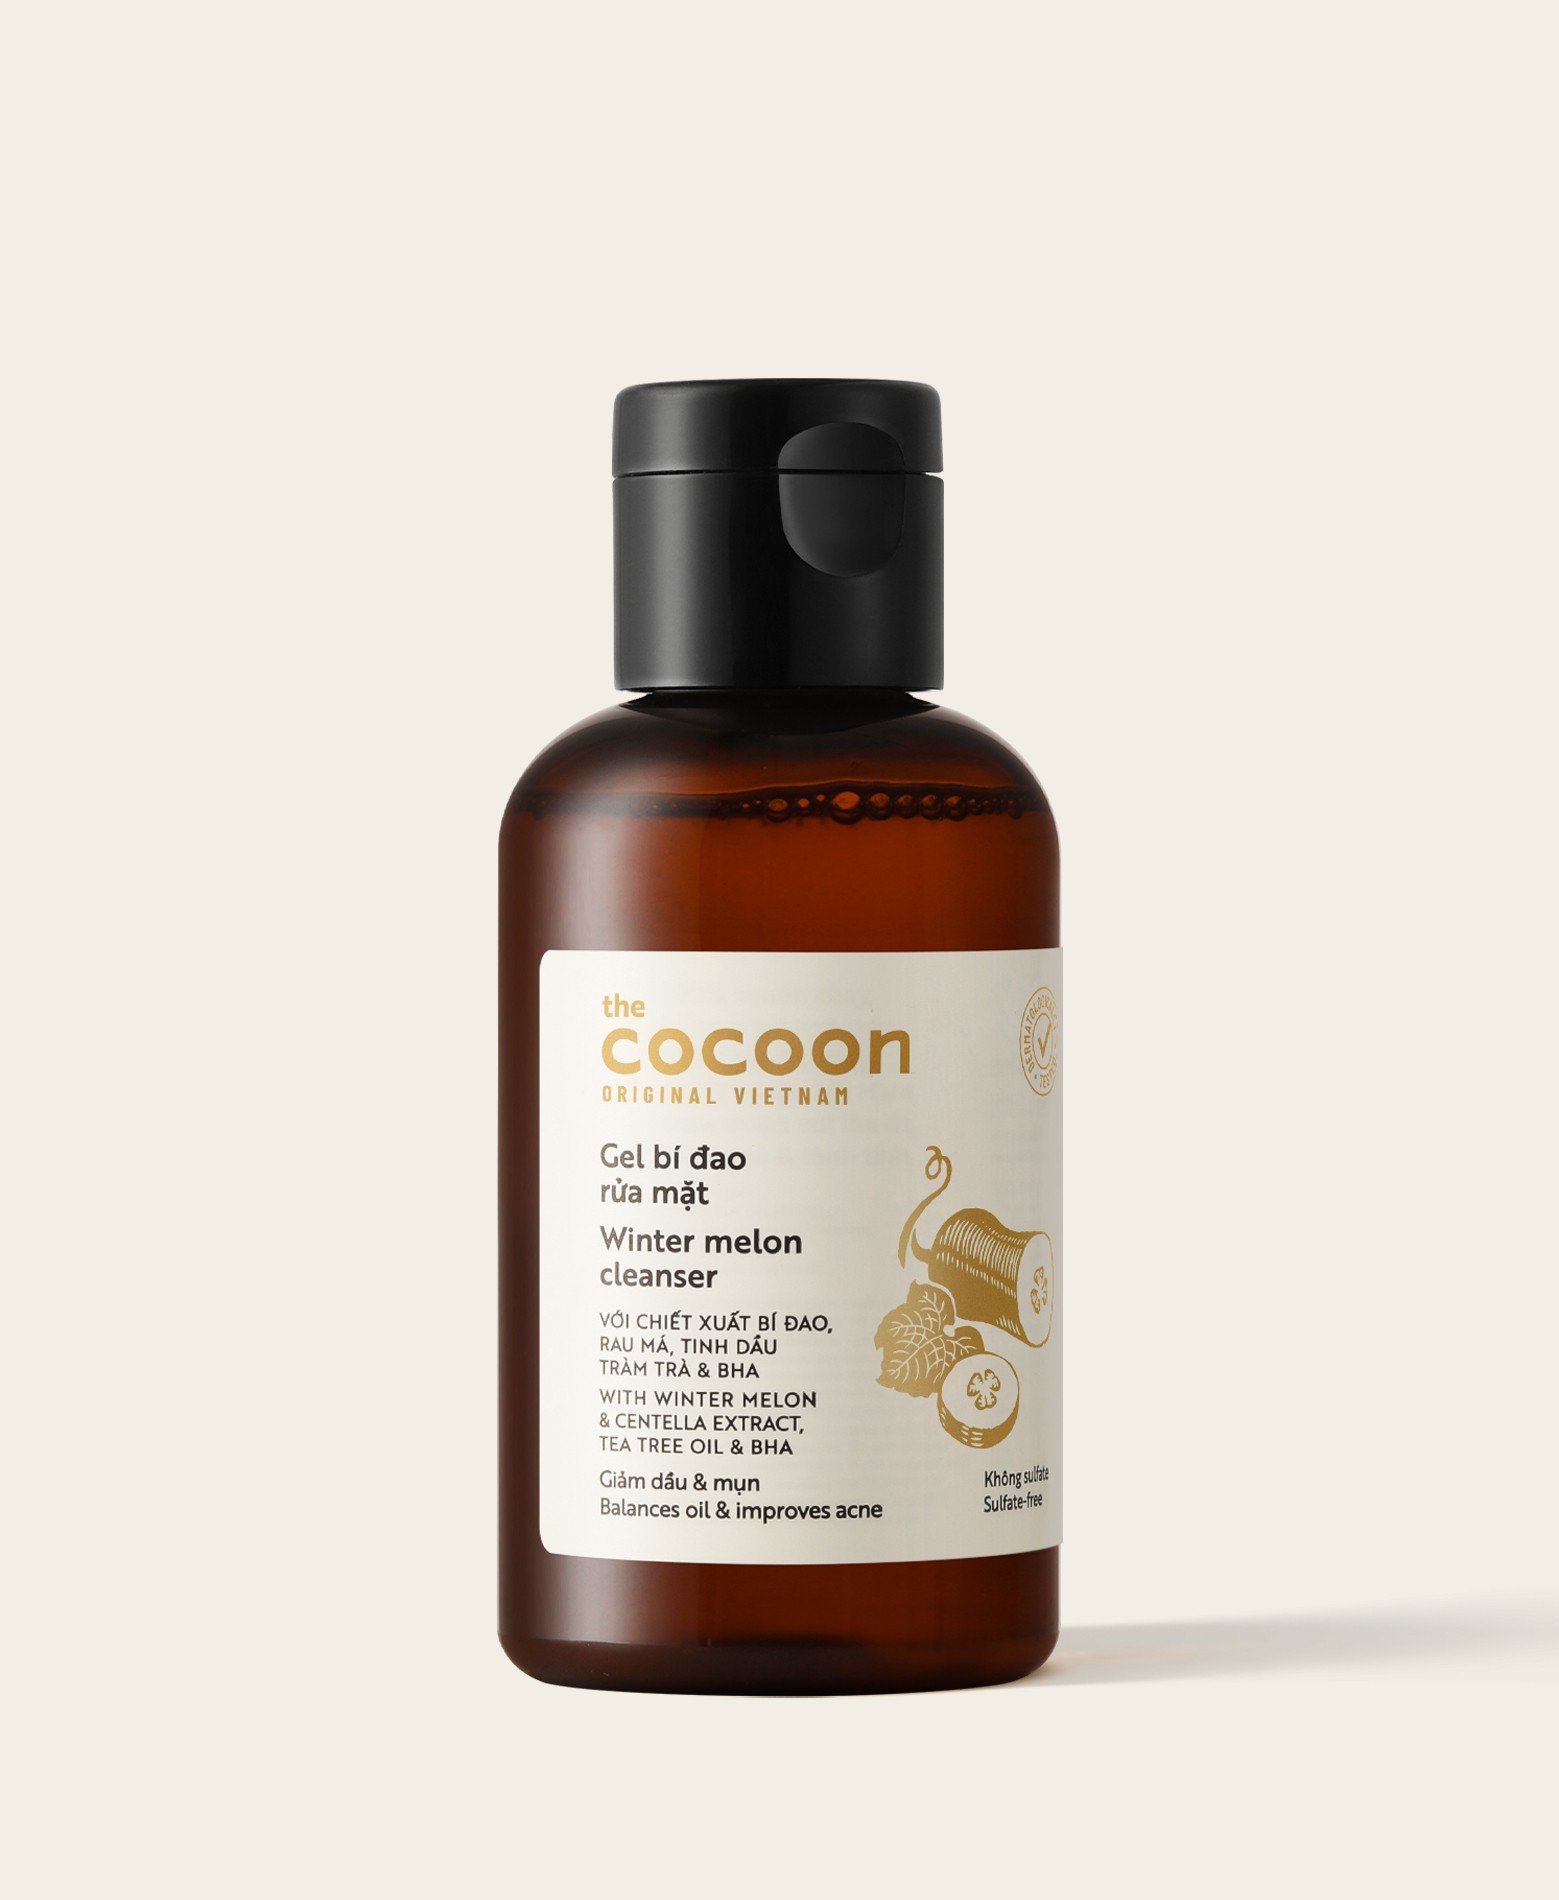 the
cocoon
ORIGINAL VIETNAM
DERMATOLOGICALLY TESTED
Gel bí đao
rửa mặt
Winter melon
cleanser
VỚI CHIẾT XUẤT BÍ ĐAO,
RAU MÁ, TINH DẦU
TRÀM TRÀ & BHA
WITH WINTER MELON
& CENTELLA EXTRACT,
TEA TREE OIL & BHA
Giảm dầu & mụn
Balances oil & improves acne
Không sulfate
Sulfate-free